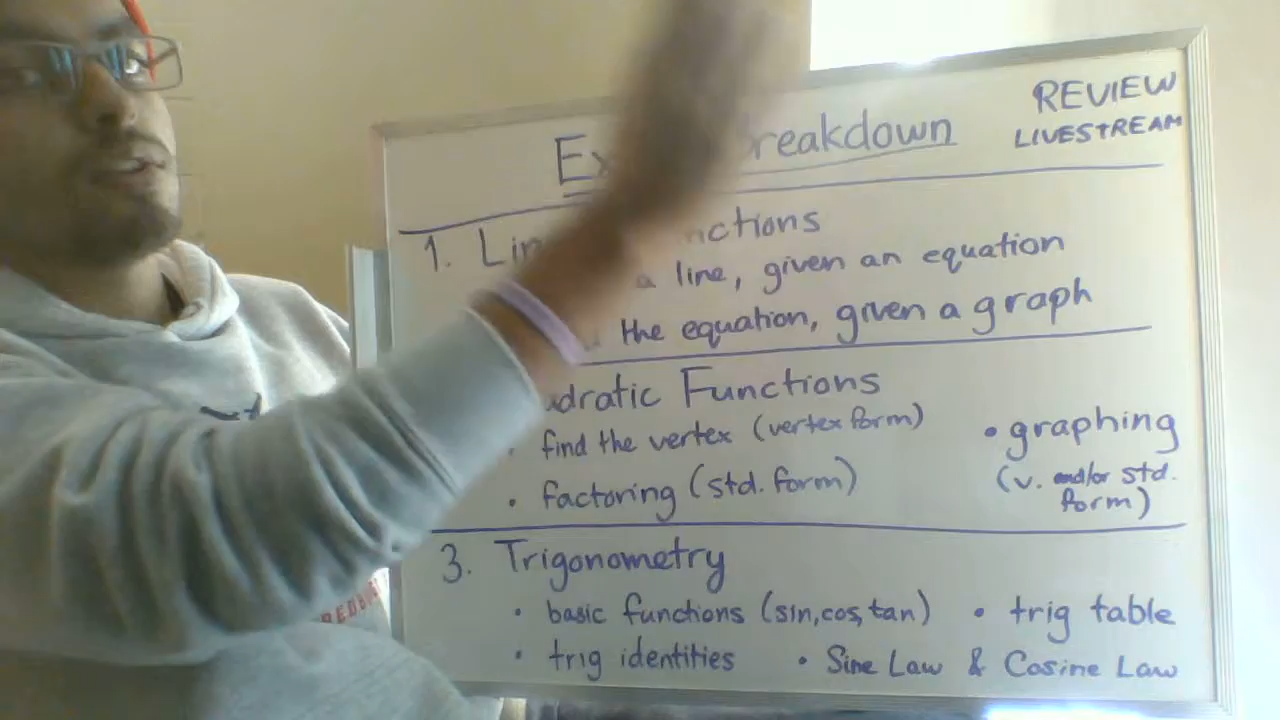 REVIEW
LIVESTREAM
Ex reakdown
1. Lin nctions
a line, given an equation
the equation, given a graph
adratic Functions
• find the vertex (vertex form)
• factoring (std. form)
• graphing
(v. and/or std.
form)
3. Trigonometry
• basic functions (sin, cos, tan) • trig table
• trig identities • Sine Law & Cosine Law